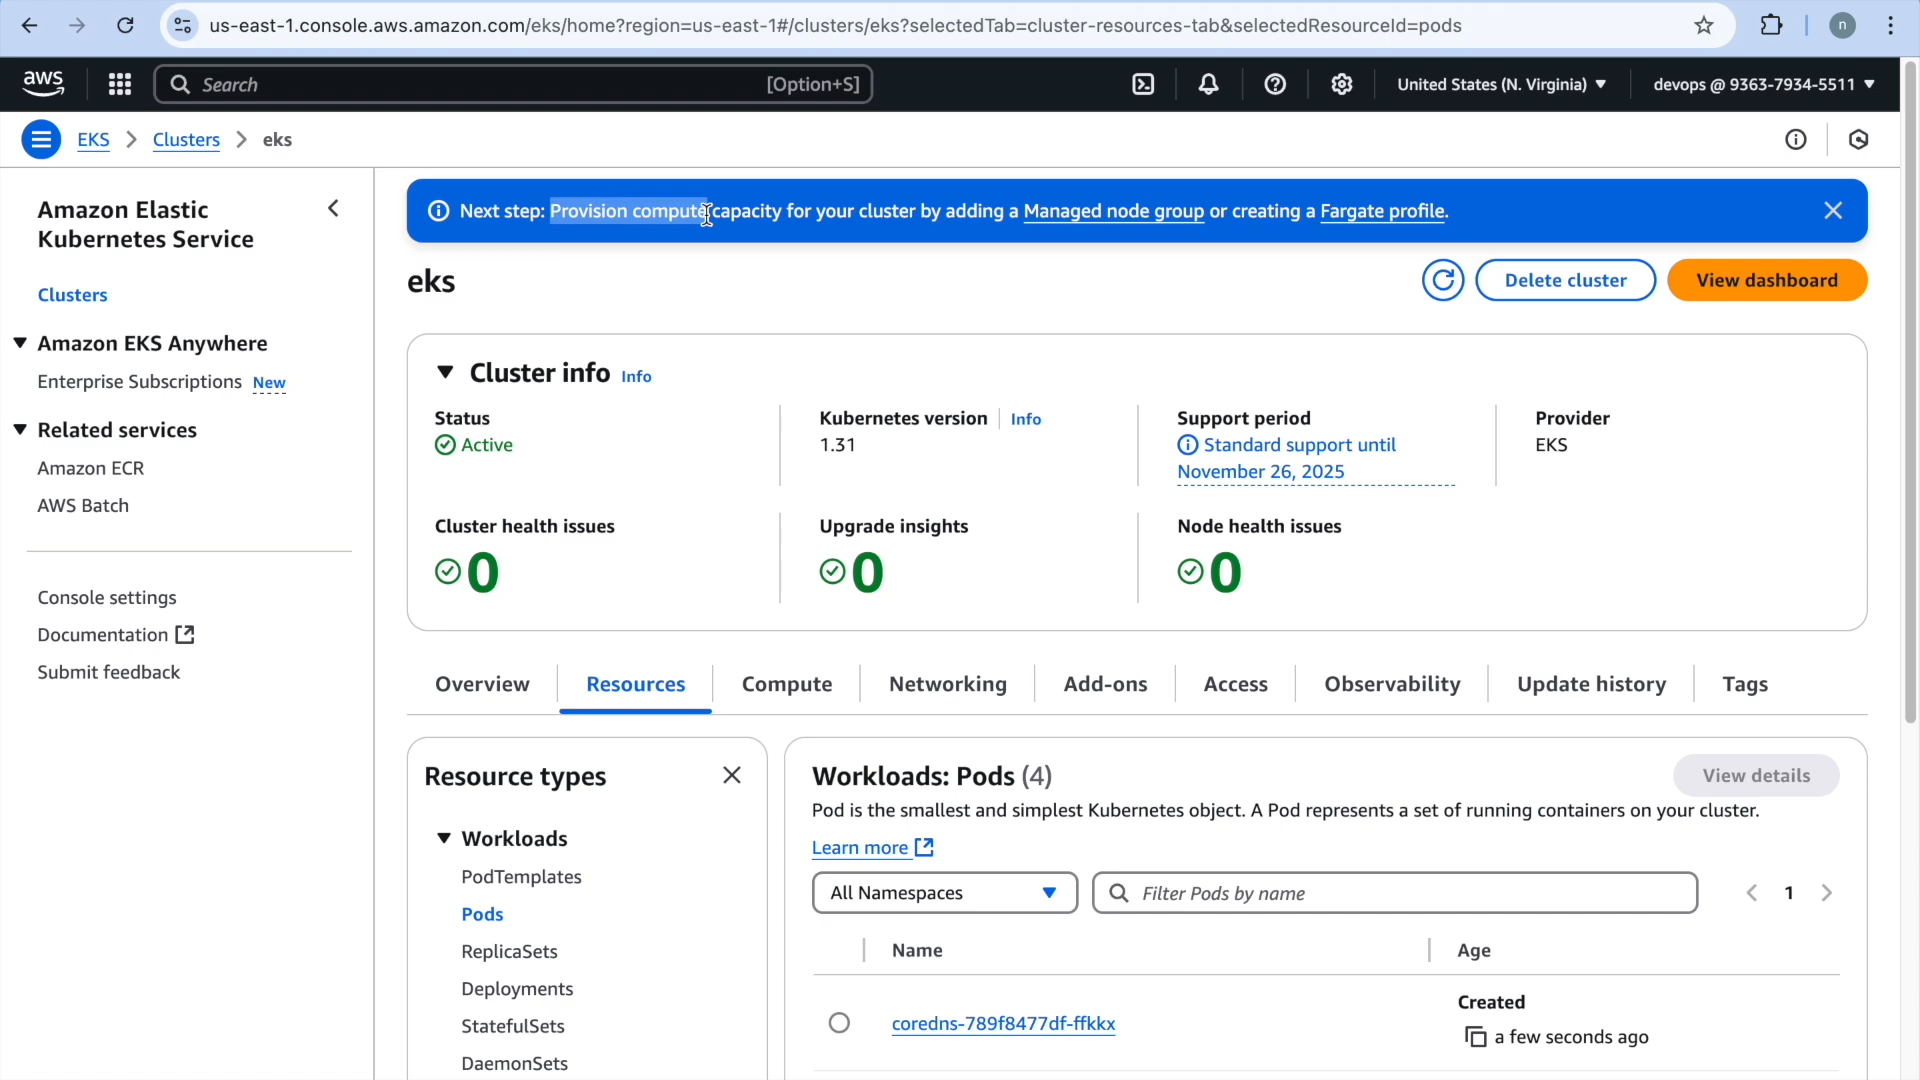 us-east-1.console.aws.amazon.com/eks/home?region=us-east-1#/clusters/eks?selectedTab=cluster-resources-tab&selectedResourceId=pods
n
aws
Search
[Option+S]
United States (N. Virginia)
devops @ 9363-7934-5511
EKS
Clusters
eks
Amazon Elastic
Kubernetes Service
Clusters
Amazon EKS Anywhere
Enterprise Subscriptions New
Related services
Amazon ECR
AWS Batch
Console settings
Documentation
Submit feedback
Next step: Provision compute capacity for your cluster by adding a Managed node group or creating a Fargate profile.
eks
Delete cluster
View dashboard
Cluster info Info
Status
Active
Kubernetes version Info
1.31
Support period
Standard support until
November 26, 2025
Provider
EKS
Cluster health issues
0
Upgrade insights
0
Node health issues
0
Overview
Resources
Compute
Networking
Add-ons
Access
Observability
Update history
Tags
Resource types
Workloads
PodTemplates
Pods
ReplicaSets
Deployments
StatefulSets
DaemonSets
Workloads: Pods (4)
View details
Pod is the smallest and simplest Kubernetes object. A Pod represents a set of running containers on your cluster.
Learn more
All Namespaces
Filter Pods by name
1
Name
Age
coredns-789f8477df-ffkkx
Created
a few seconds ago